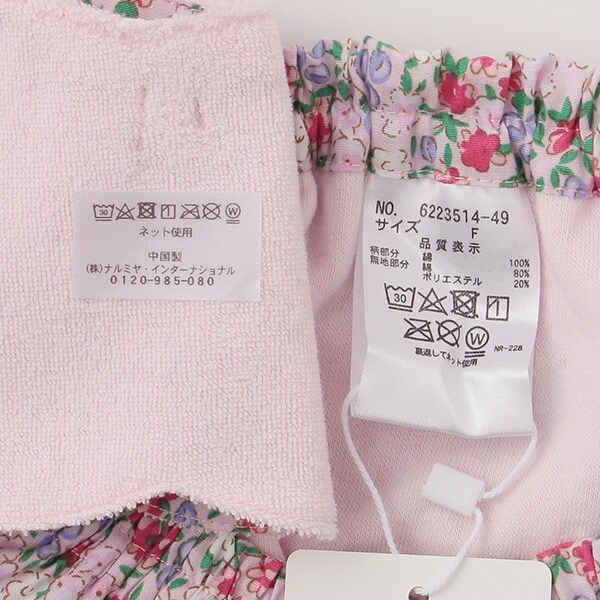 30
W
ネット使用
中国製
(株)ナルミヤ・インターナショナル
0120-985-080
NO. 6223514-49
サイズ F
品質表示
柄部分 綿 100%
無地部分 綿 80%
ポリエステル 20%
30
W
裏返してネット使用
NR-228